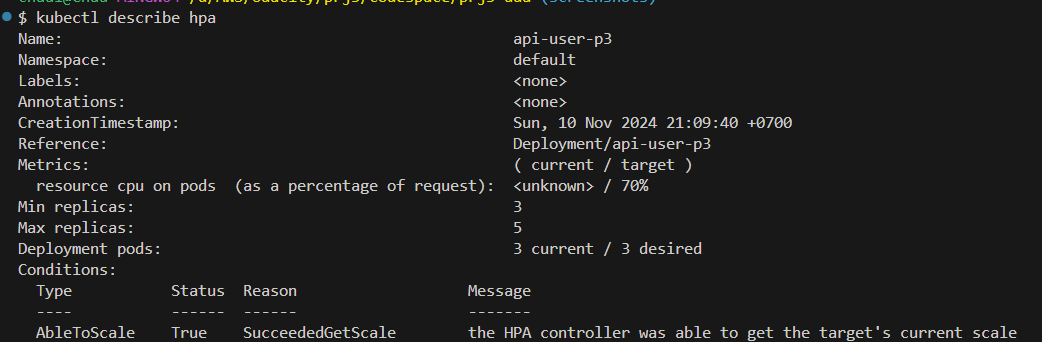 $ kubectl describe hpa
Name: api-user-p3
Namespace: default
Labels: <none>
Annotations: <none>
CreationTimestamp: Sun, 10 Nov 2024 21:09:40 +0700
Reference: Deployment/api-user-p3
Metrics: ( current / target )
resource cpu on pods (as a percentage of request): <unknown> / 70%
Min replicas: 3
Max replicas: 5
Deployment pods: 3 current / 3 desired
Conditions:
Type Status Reason Message
---- ------ ------ -------
AbleToScale True SucceededGetScale the HPA controller was able to get the target's current scale